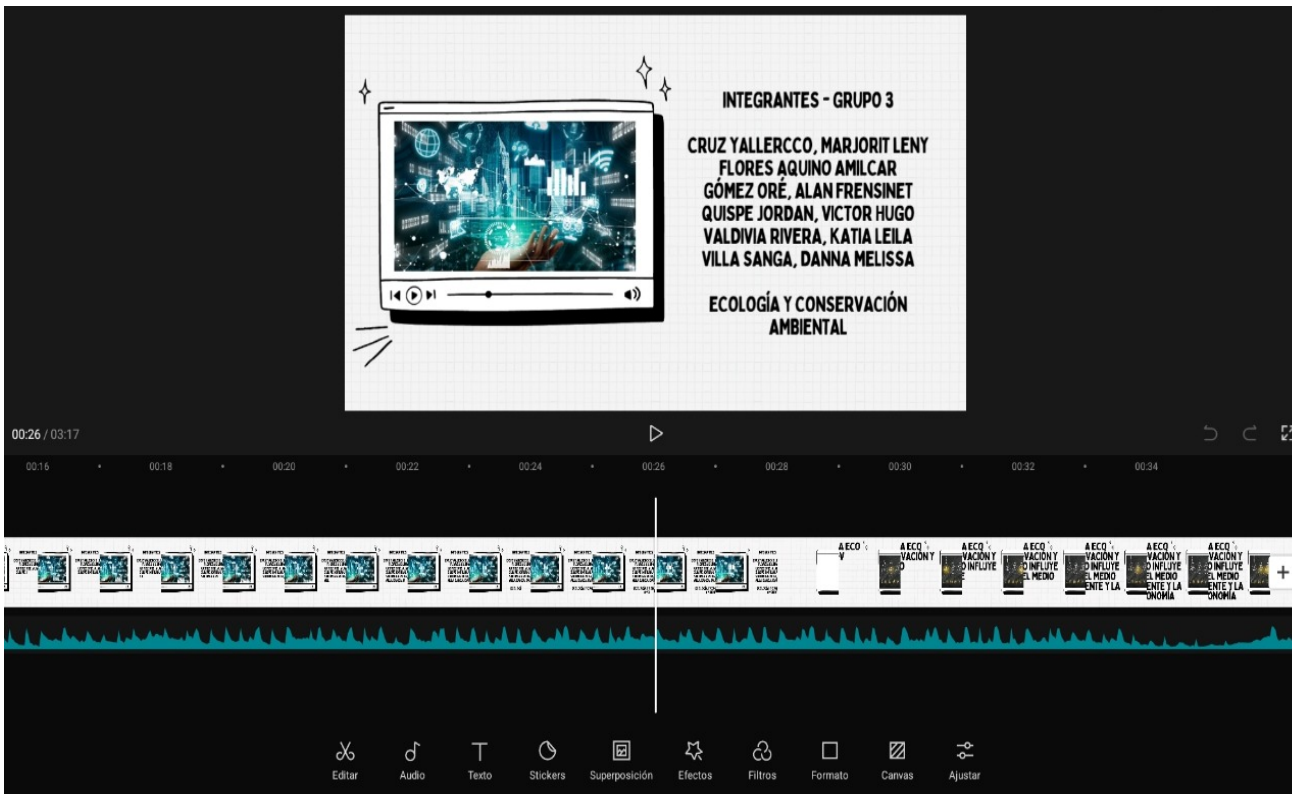 INTEGRANTES - GRUPO 3
CRUZ YALLERCCO, MARJORIT LENY
FLORES AQUINO AMILCAR
GÓMEZ ORÉ, ALAN FRENSINET
QUISPE JORDAN, VICTOR HUGO
VALDIVIA RIVERA, KATIA LEILA
VILLA SANGA, DANNA MELISSA
ECOLOGÍA Y CONSERVACIÓN
AMBIENTAL
00:26 / 03:17
00:16 00:18 00:20 00:22 00:24 00:26 00:28 00:30 00:32 00:34
Editar Audio Texto Stickers Superposición Efectos Filtros Formato Canvas Ajustar